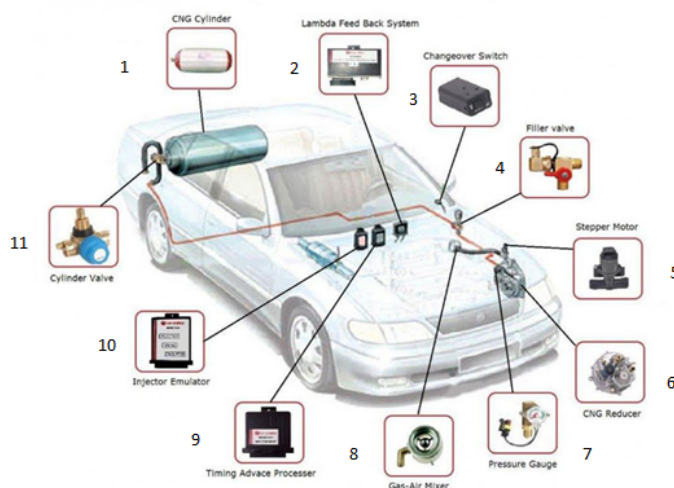 CNG Cylinder
1
Lambda Feed Back System
2
Changeover Switch
3
Filler valve
4
Stepper Motor
5
11
Cylinder Valve
10
Injector Emulator
6
CNG Reducer
9
Timing Advace Processer
8
Gas-Air Mixer
7
Pressure Gauge